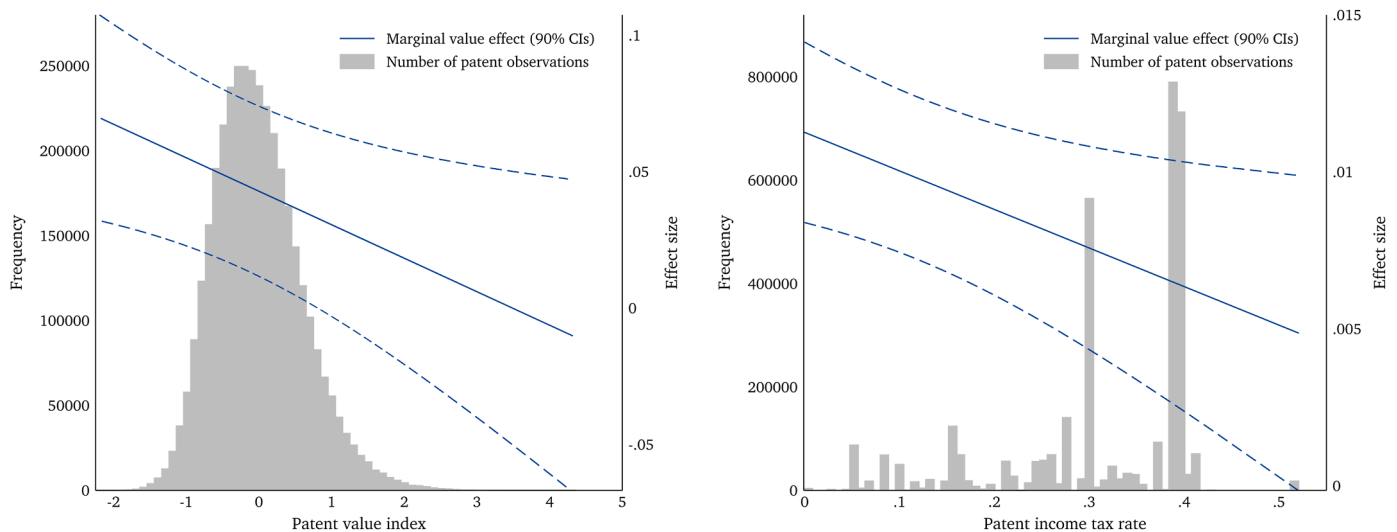 Marginal value effect (90% CIs)
Number of patent observations
250000
200000
150000
100000
50000
0
Frequency
.1
.05
0
-.05
Effect size
-2 -1 0 1 2 3 4 5
Patent value index
Marginal value effect (90% CIs)
Number of patent observations
800000
600000
400000
200000
0
Frequency
.015
.01
.005
0
Effect size
0 .1 .2 .3 .4 .5
Patent income tax rate